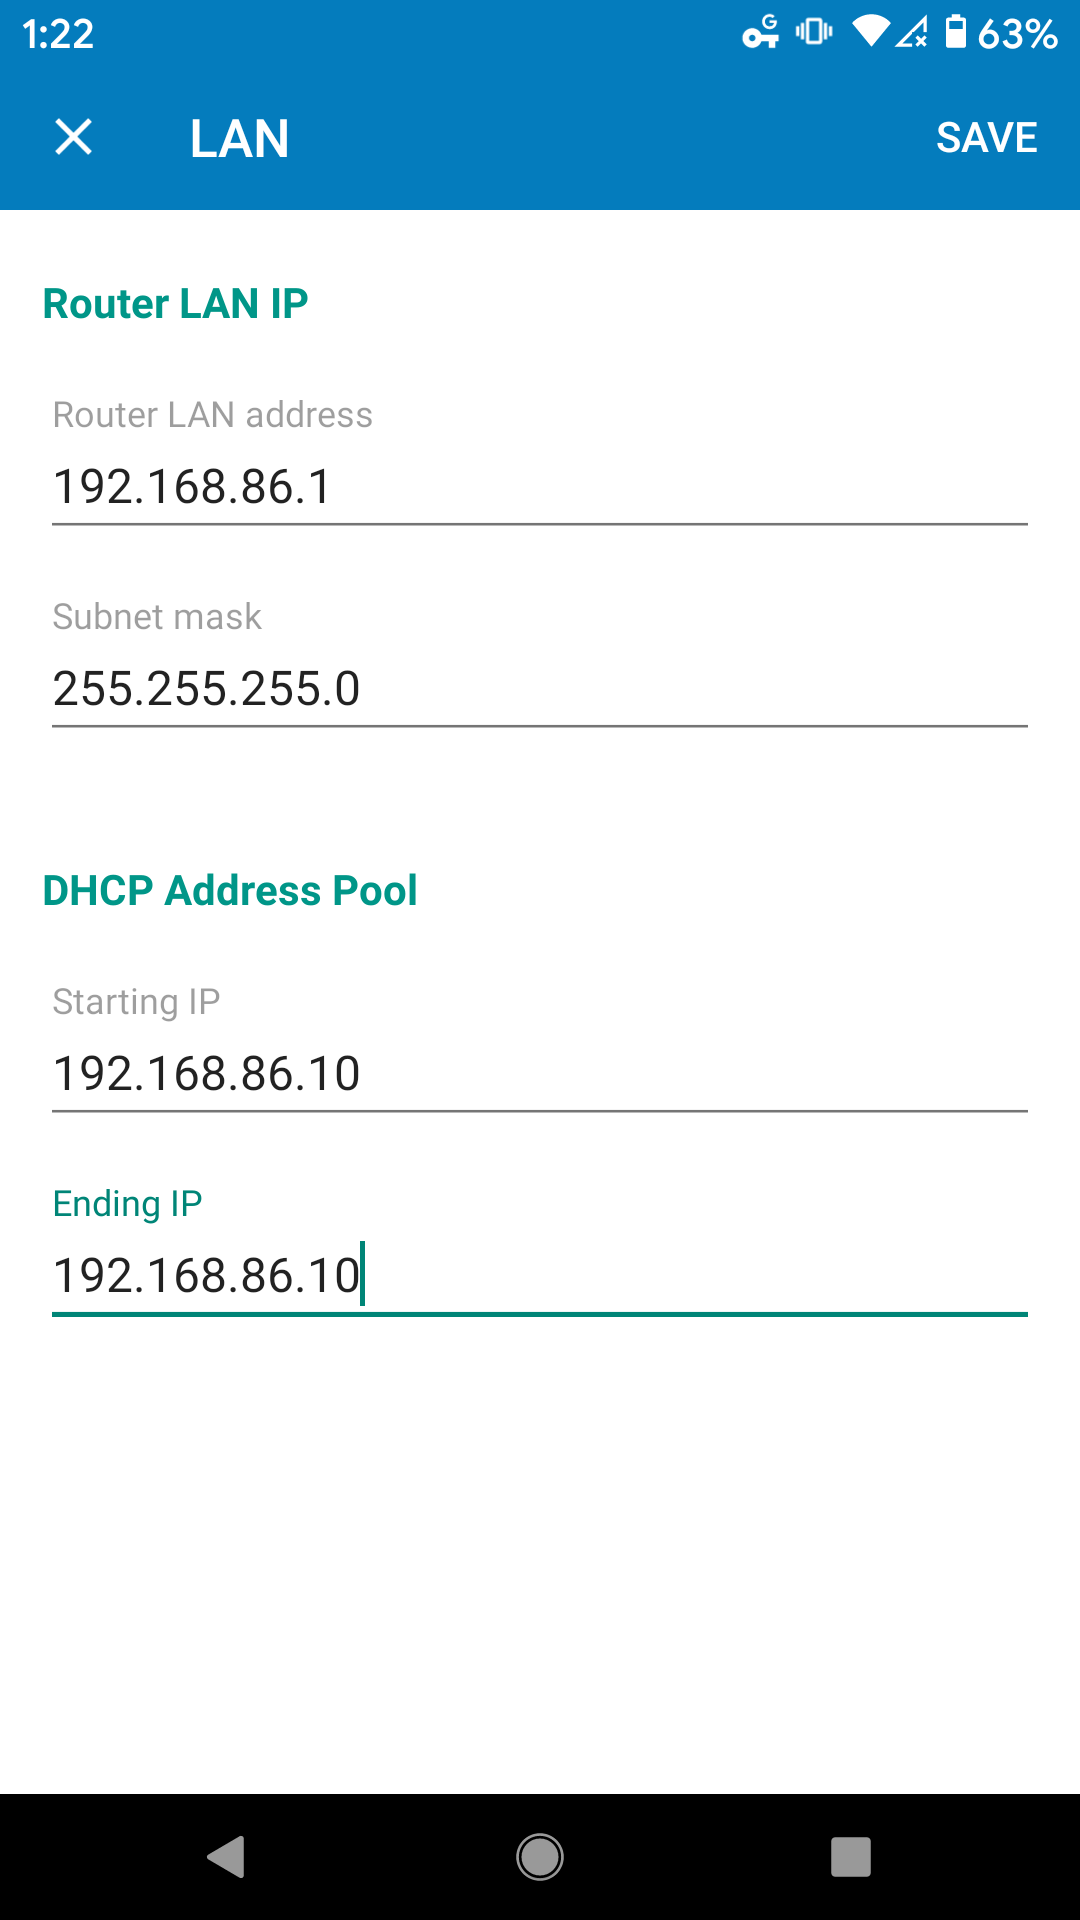 1:22
G
63%
LAN
SAVE
Router LAN IP
Router LAN address
192.168.86.1
Subnet mask
255.255.255.0
DHCP Address Pool
Starting IP
192.168.86.10
Ending IP
192.168.86.10